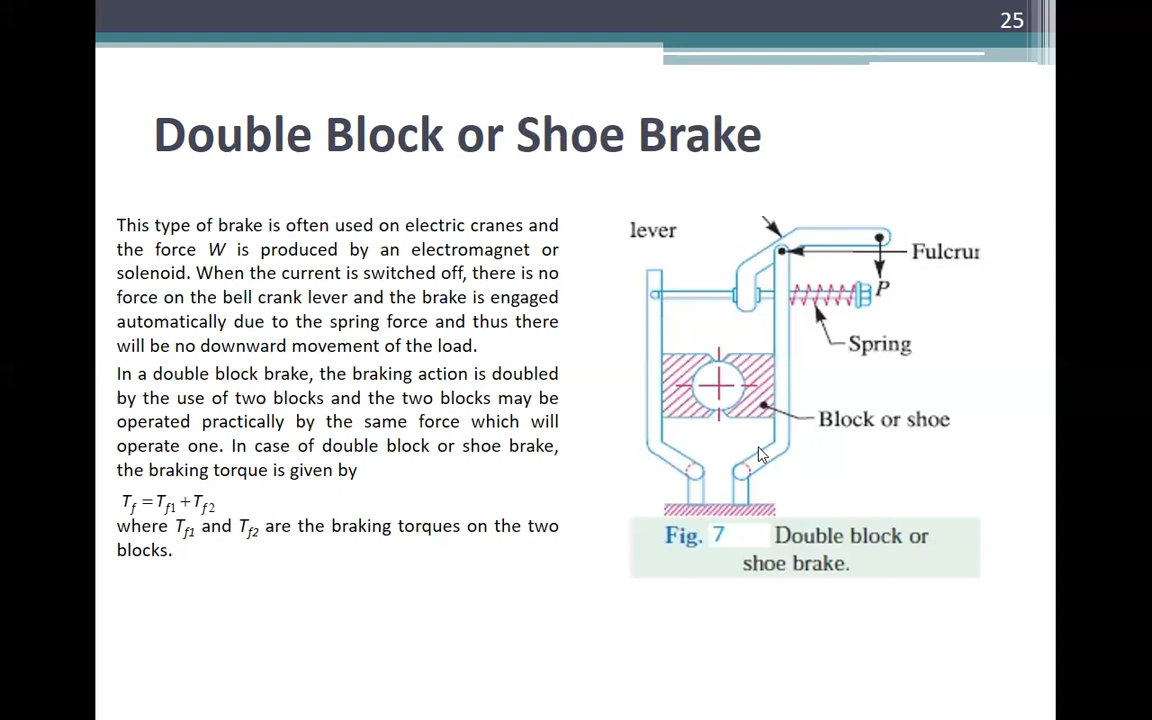 25
Double Block or Shoe Brake
This type of brake is often used on electric cranes and
the force W is produced by an electromagnet or
solenoid. When the current is switched off, there is no
force on the bell crank lever and the brake is engaged
automatically due to the spring force and thus there
will be no downward movement of the load.
In a double block brake, the braking action is doubled
by the use of two blocks and the two blocks may be
operated practically by the same force which will
operate one. In case of double block or shoe brake,
the braking torque is given by
Tf = Tf1 + Tf2
where Tf1 and Tf2 are the braking torques on the two
blocks.
lever
Fulcrur
P
Spring
Block or shoe
Fig. 7 Double block or
shoe brake.